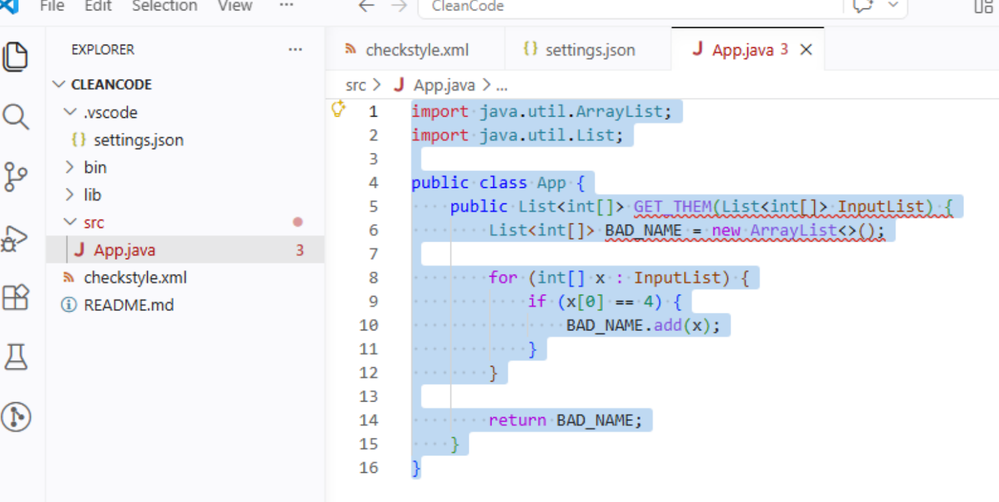 File Edit Selection View ...
← → CleanCode
EXPLORER ...
CLEANCODE
.vscode
{} settings.json
bin
lib
src
J App.java 3
checkstyle.xml
README.md
checkstyle.xml {} settings.json J App.java 3 ×
src > J App.java > ...
1 import java.util.ArrayList;
2 import java.util.List;
3
4 public class App {
5     public List<int[]> GET_THEM(List<int[]> InputList) {
6         List<int[]> BAD_NAME = new ArrayList<>();
7
8         for (int[] x : InputList) {
9             if (x[0] == 4) {
10                 BAD_NAME.add(x);
11             }
12         }
13
14         return BAD_NAME;
15     }
16 }